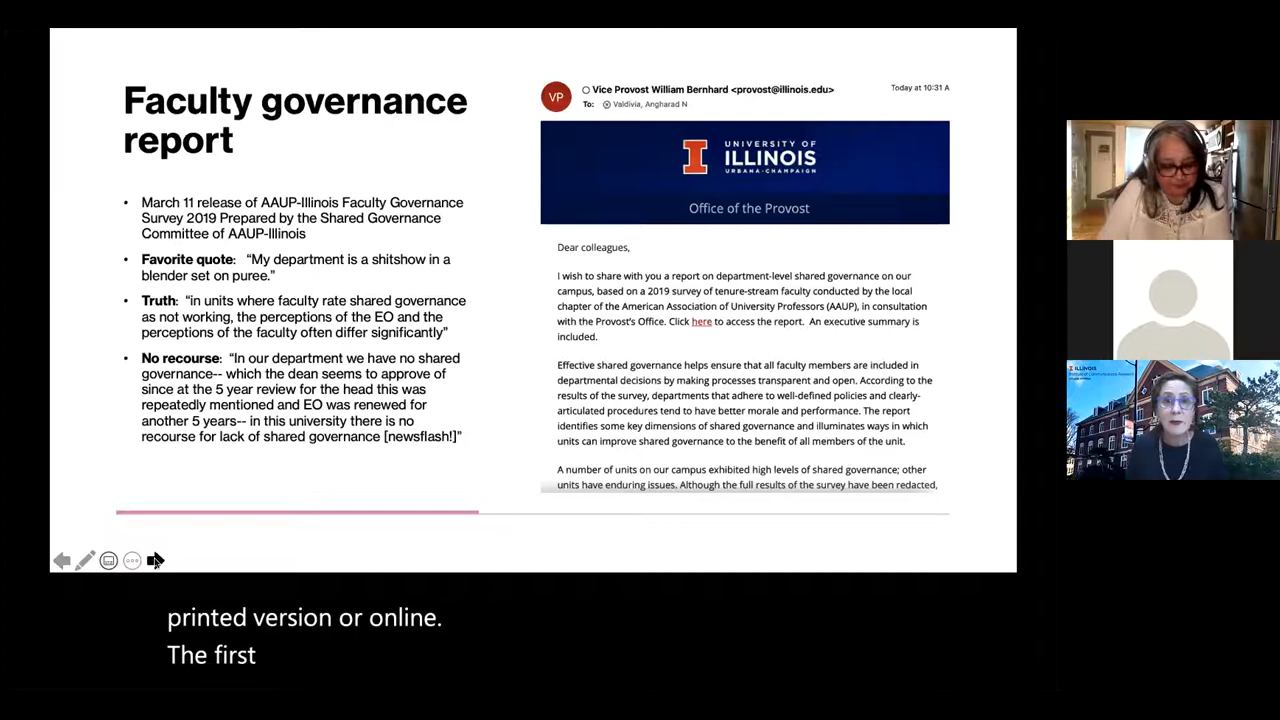 Faculty governance
report
• March 11 release of AAUP-Illinois Faculty Governance
Survey 2019 Prepared by the Shared Governance
Committee of AAUP-Illinois
• Favorite quote: “My department is a shitshow in a
blender set on puree.”
• Truth: “in units where faculty rate shared governance
as not working, the perceptions of the EO and the
perceptions of the faculty often differ significantly”
• No recourse: “In our department we have no shared
governance-- which the dean seems to approve of
since at the 5 year review for the head this was
repeatedly mentioned and EO was renewed for
another 5 years-- in this university there is no
recourse for lack of shared governance [newsflash!]”
VP
Vice Provost William Bernhard <provost@illinois.edu>
Today at 10:31 A
To: Valdivia, Angharad N
UNIVERSITY OF
ILLINOIS
URBANA-CHAMPAIGN
Office of the Provost
Dear colleagues,
I wish to share with you a report on department-level shared governance on our
campus, based on a 2019 survey of tenure-stream faculty conducted by the local
chapter of the American Association of University Professors (AAUP), in consultation
with the Provost’s Office. Click here to access the report. An executive summary is
included.
Effective shared governance helps ensure that all faculty members are included in
departmental decisions by making processes transparent and open. According to the
results of the survey, departments that adhere to well-defined policies and clearly-
articulated procedures tend to have better morale and performance. The report
identifies some key dimensions of shared governance and illuminates ways in which
units can improve shared governance to the benefit of all members of the unit.
A number of units on our campus exhibited high levels of shared governance; other
units have enduring issues. Although the full results of the survey have been redacted,
ILLINOIS
printed version or online.
The first